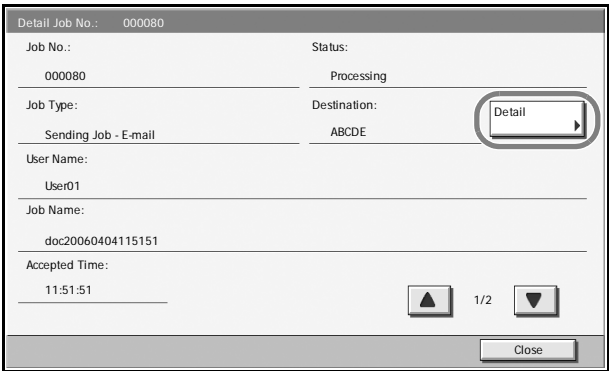 Detail Job No.: 000080
Job No.: Status:
000080 Processing
Job Type: Destination: Detail
Sending Job - E-mail ABCDE
User Name:
User01
Job Name:
doc20060404115151
Accepted Time:
11:51:51 1/2
Close